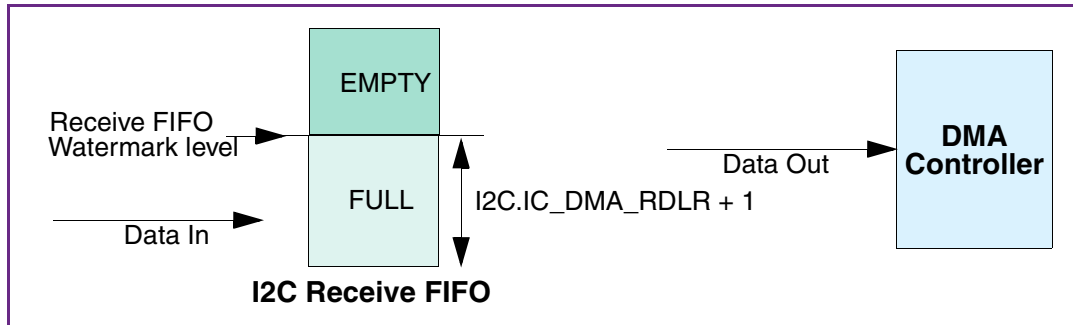 EMPTY
Receive FIFO
Watermark level
DMA
Controller
Data Out
FULL
I2C.IC_DMA_RDLR + 1
Data In
I2C Receive FIFO